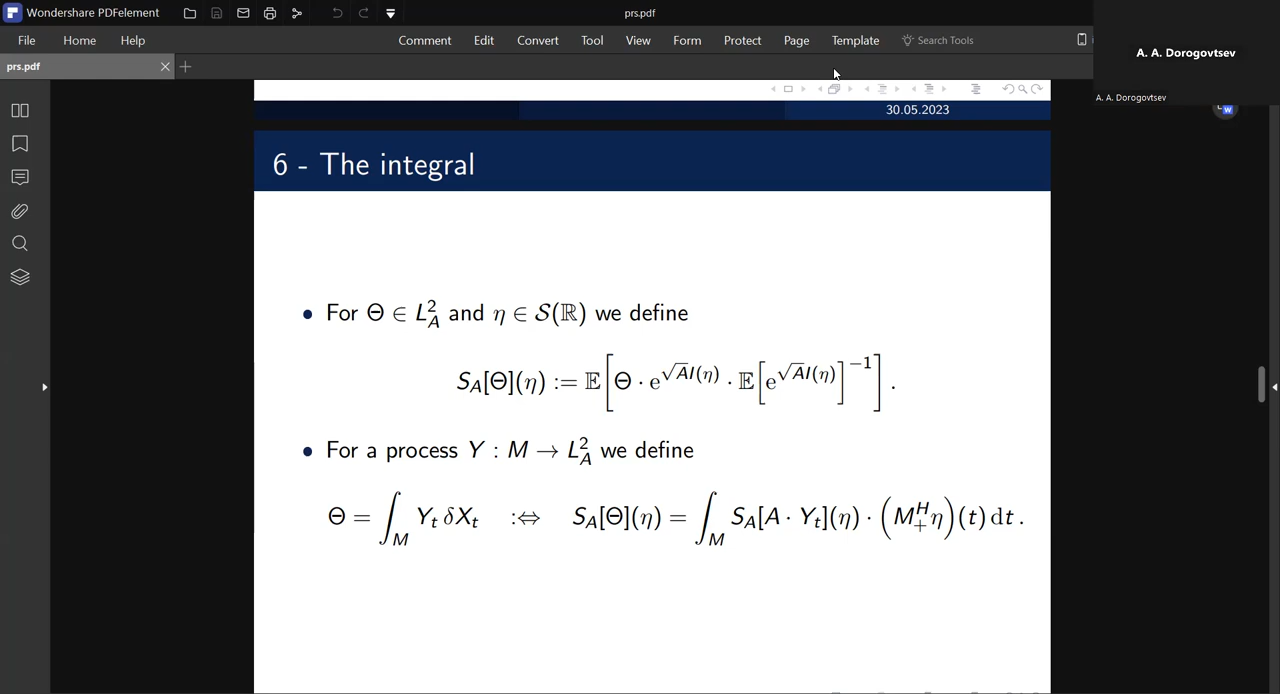 Wondershare PDFelement
prs.pdf
File Home Help Comment Edit Convert Tool View Form Protect Page Template Search Tools
A. A. Dorogovtsev
prs.pdf
A. A. Dorogovtsev
30.05.2023
6 - The integral
• For Θ ∈ L²_A and η ∈ 𝒮(ℝ) we define
S_A[Θ](η) := 𝔼[Θ · e^{√A I(η)} · 𝔼[e^{√A I(η)}]^{−1}] .
• For a process Y : M → L²_A we define
Θ = ∫_M Y_t δX_t :⇔ S_A[Θ](η) = ∫_M S_A[A · Y_t](η) · (M^H_+ η)(t) dt .